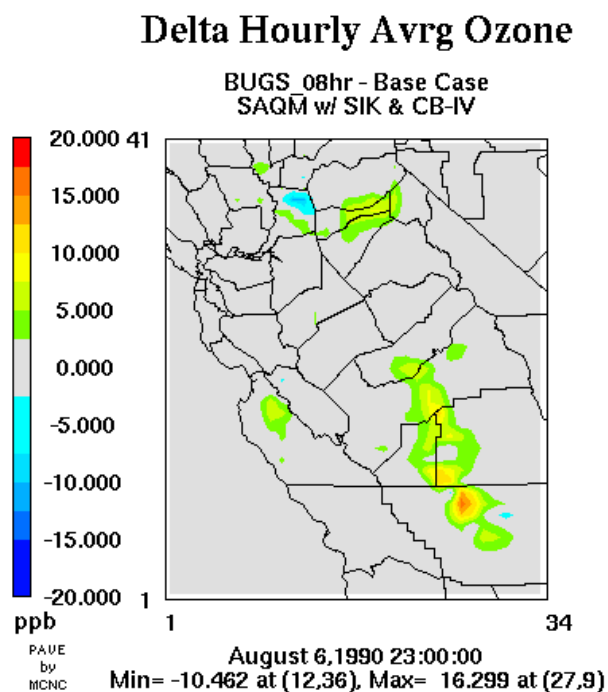 Delta Hourly Avrg Ozone
BUGS_08hr - Base Case
SAQM w/ SIK & CB-IV
20.000
15.000
10.000
5.000
0.000
-5.000
-10.000
-15.000
-20.000
ppb
41
1
1
34
PAVE
by
MCNC
August 6,1990 23:00:00
Min= -10.462 at (12,36), Max= 16.299 at (27,9)